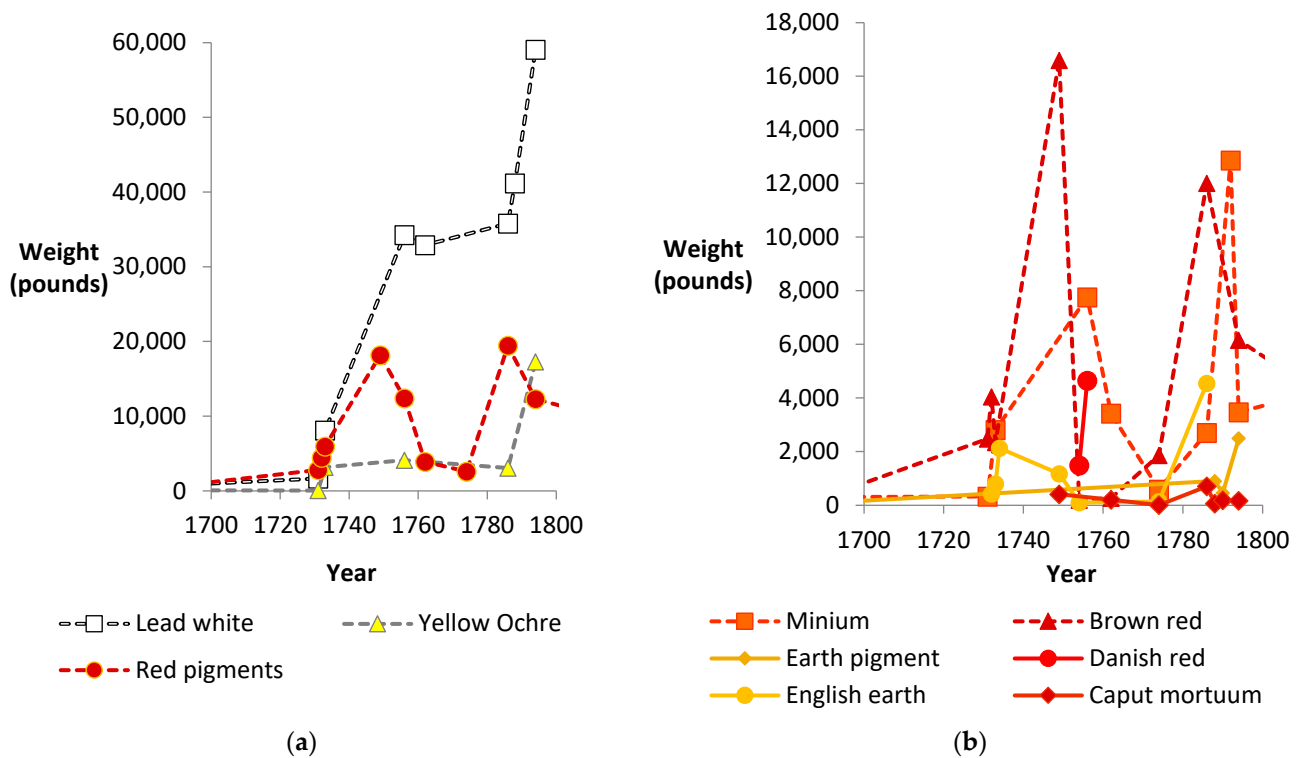 60,000
50,000
40,000
30,000
20,000
10,000
0
Weight
(pounds)
1700 1720 1740 1760 1780 1800
Year
Lead white
Yellow Ochre
Red pigments
(a)
18,000
16,000
14,000
12,000
10,000
8,000
6,000
4,000
2,000
0
Weight
(pounds)
1700 1720 1740 1760 1780 1800
Year
Minium
Brown red
Earth pigment
Danish red
English earth
Caput mortuum
(b)